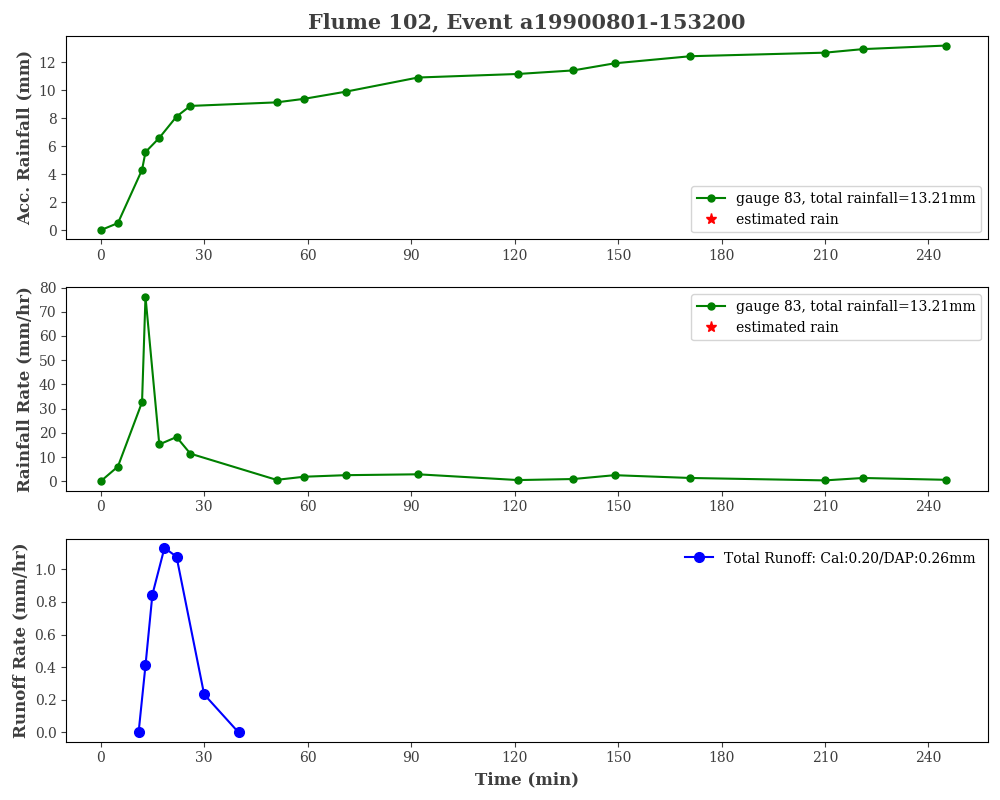 Flume 102, Event a19900801-153200
Acc. Rainfall (mm)
12
10
8
6
4
2
0
gauge 83, total rainfall=13.21mm
estimated rain
0 30 60 90 120 150 180 210 240
Rainfall Rate (mm/hr)
80
70
60
50
40
30
20
10
0
gauge 83, total rainfall=13.21mm
estimated rain
0 30 60 90 120 150 180 210 240
Runoff Rate (mm/hr)
1.0
0.8
0.6
0.4
0.2
0.0
Total Runoff: Cal:0.20/DAP:0.26mm
0 30 60 90 120 150 180 210 240
Time (min)